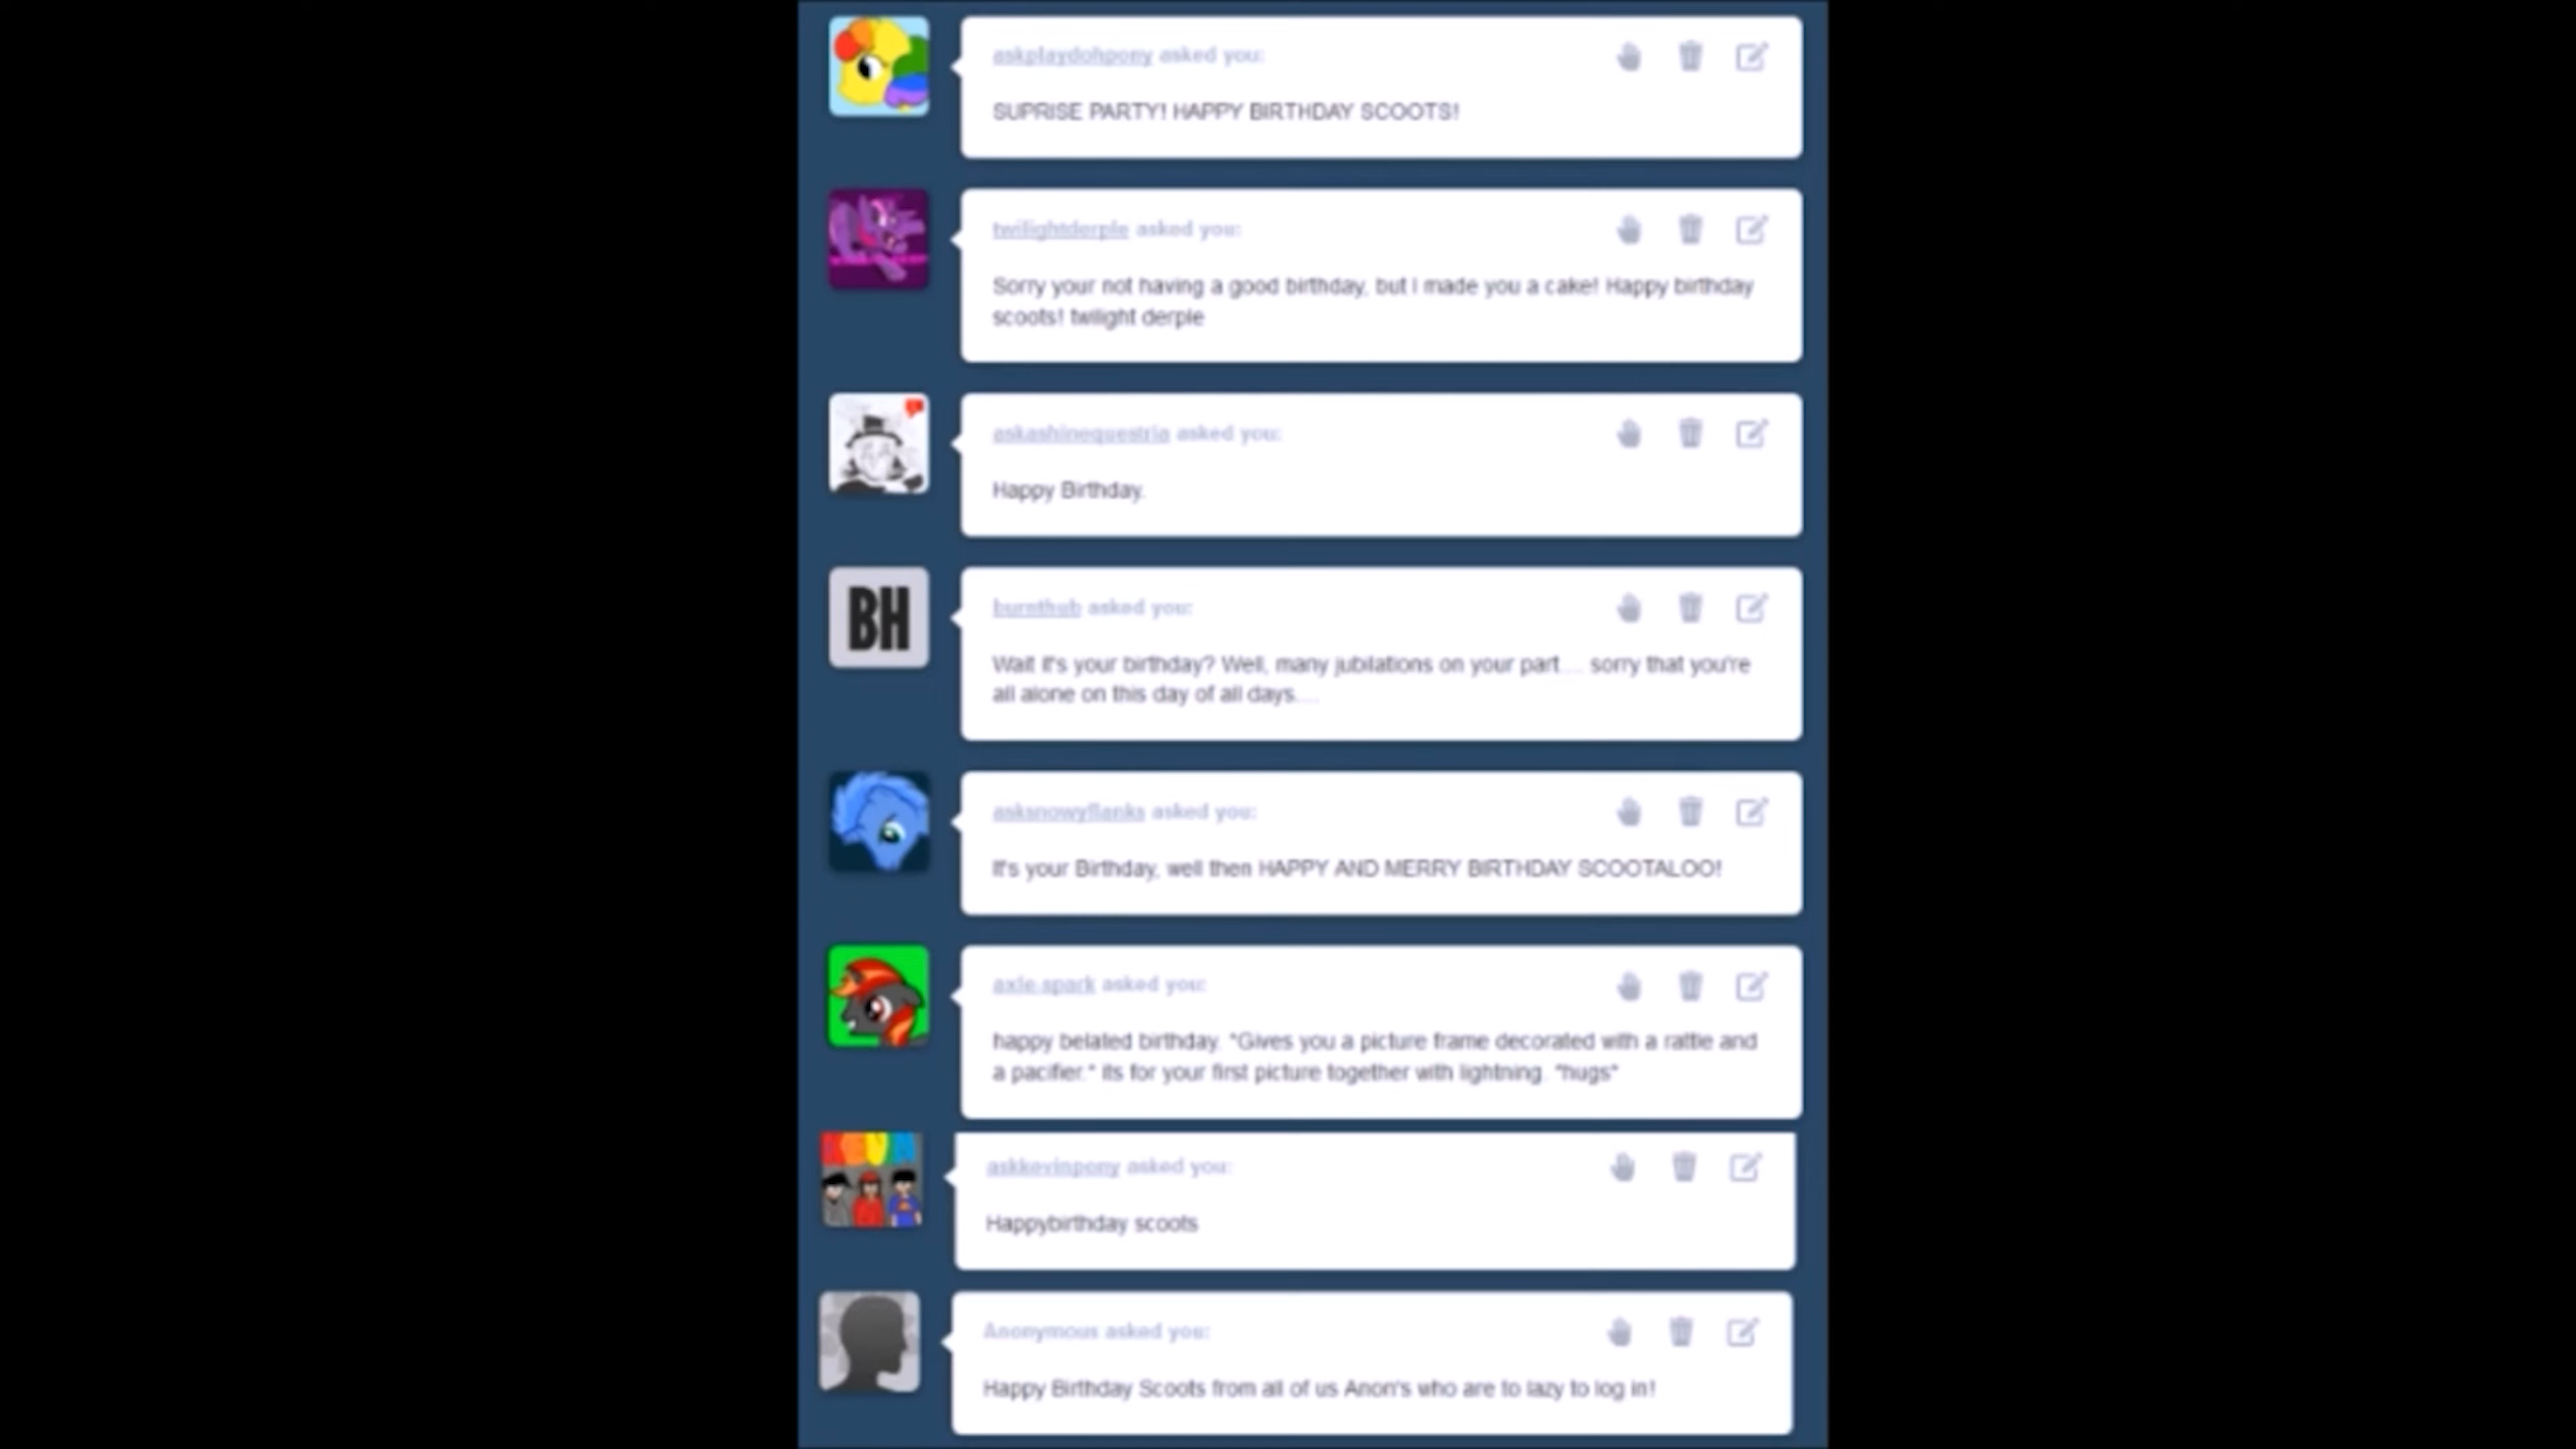 askplaydohpony asked you:
SUPRISE PARTY! HAPPY BIRTHDAY SCOOTS!
twilightderple asked you:
Sorry your not having a good birthday, but I made you a cake! Happy birthday
scoots! twilight derple
askashinequestria asked you:
Happy Birthday.
BH
burnthub asked you:
Wait it's your birthday? Well, many jubilations on your part.... sorry that you're
all alone on this day of all days....
asksnowyflanks asked you:
It's your Birthday, well then HAPPY AND MERRY BIRTHDAY SCOOTALOO!
axle-spark asked you:
happy belated birthday. *Gives you a picture frame decorated with a rattle and
a pacifier.* its for your first picture together with lightning. *hugs*
askkevinpony asked you:
Happybirthday scoots
Anonymous asked you:
Happy Birthday Scoots from all of us Anon's who are to lazy to log in!